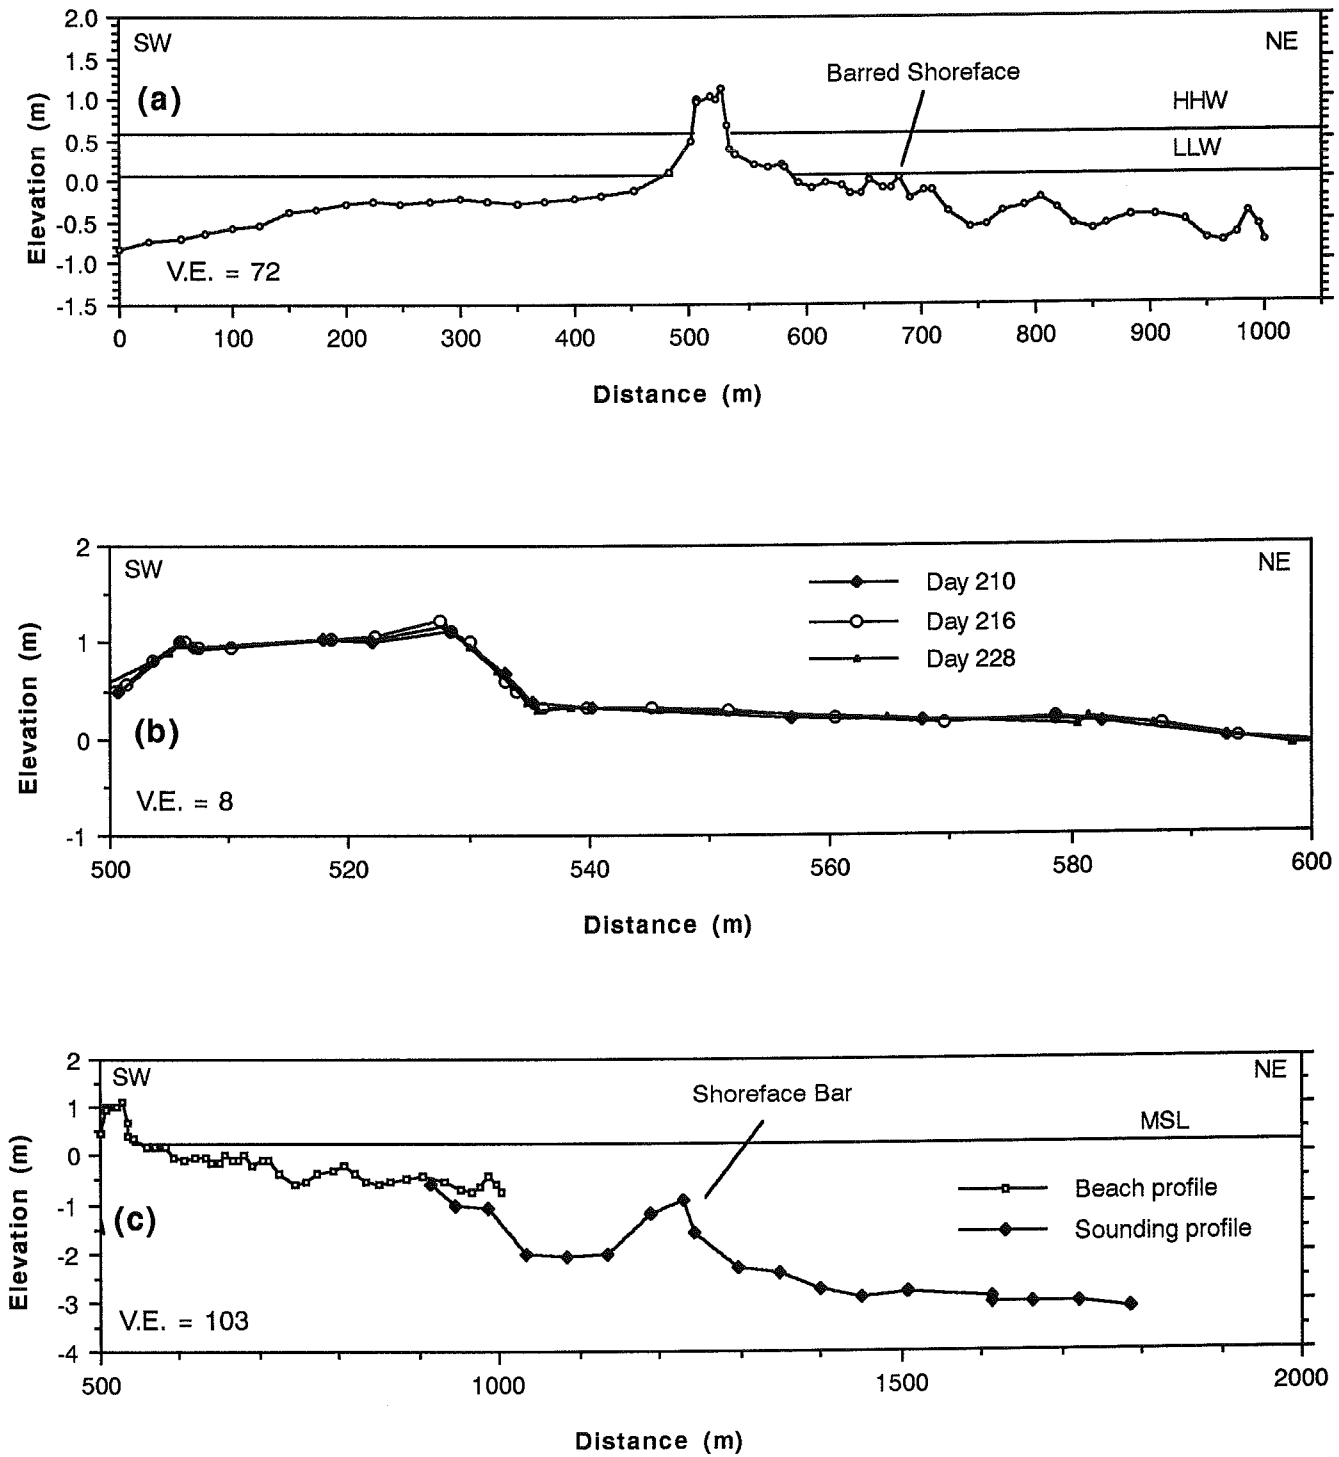 2.0
SW
NE
1.5
Barred Shoreface
(a)
1.0
HHW
0.5
LLW
0.0
-0.5
-1.0
V.E. = 72
-1.5
Elevation (m)
0 100 200 300 400 500 600 700 800 900 1000
Distance (m)
2
SW
NE
Day 210
Day 216
1
Day 228
(b)
0
V.E. = 8
-1
Elevation (m)
500 520 540 560 580 600
Distance (m)
2
SW
NE
Shoreface Bar
1
MSL
0
Beach profile
-1
(c)
Sounding profile
-2
-3
V.E. = 103
-4
Elevation (m)
500 1000 1500 2000
Distance (m)